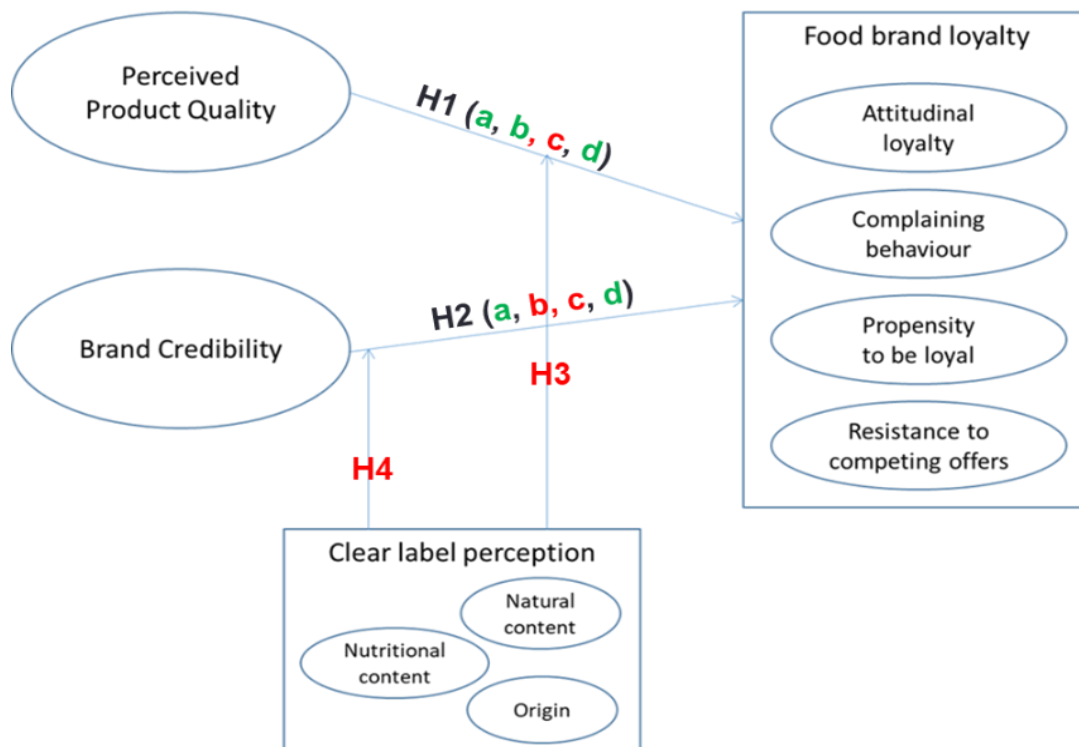 Perceived
Product Quality
H1 (a, b, c, d)
Food brand loyalty
Attitudinal
loyalty
Complaining
behaviour
Propensity
to be loyal
Resistance to
competing offers
Brand Credibility
H2 (a, b, c, d)
H3
H4
Clear label perception
Natural
content
Nutritional
content
Origin